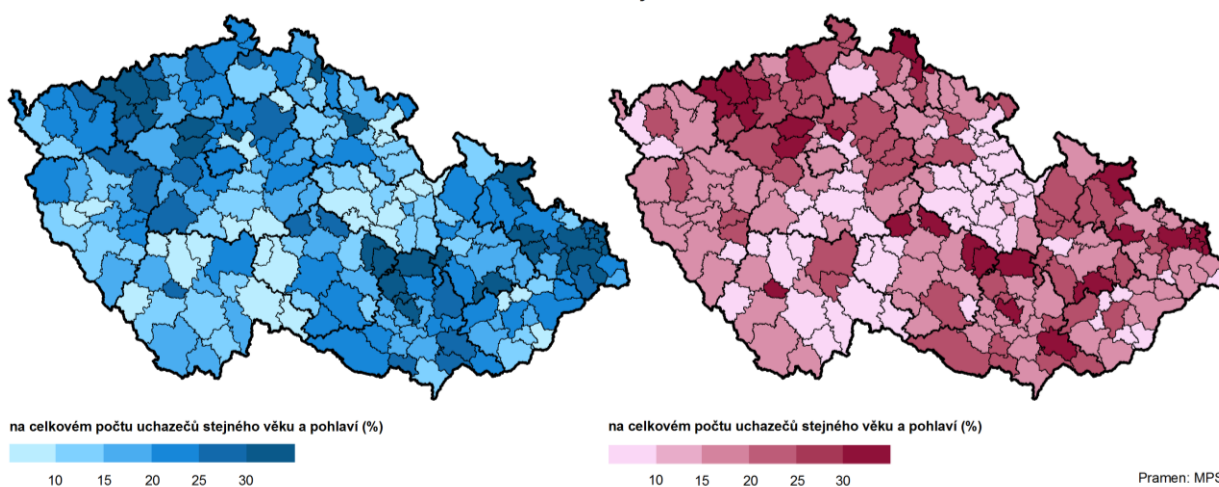 na celkovém počtu uchazečů stejného věku a pohlaví (%)
10 15 20 25 30
na celkovém počtu uchazečů stejného věku a pohlaví (%)
10 15 20 25 30
Pramen: MPS